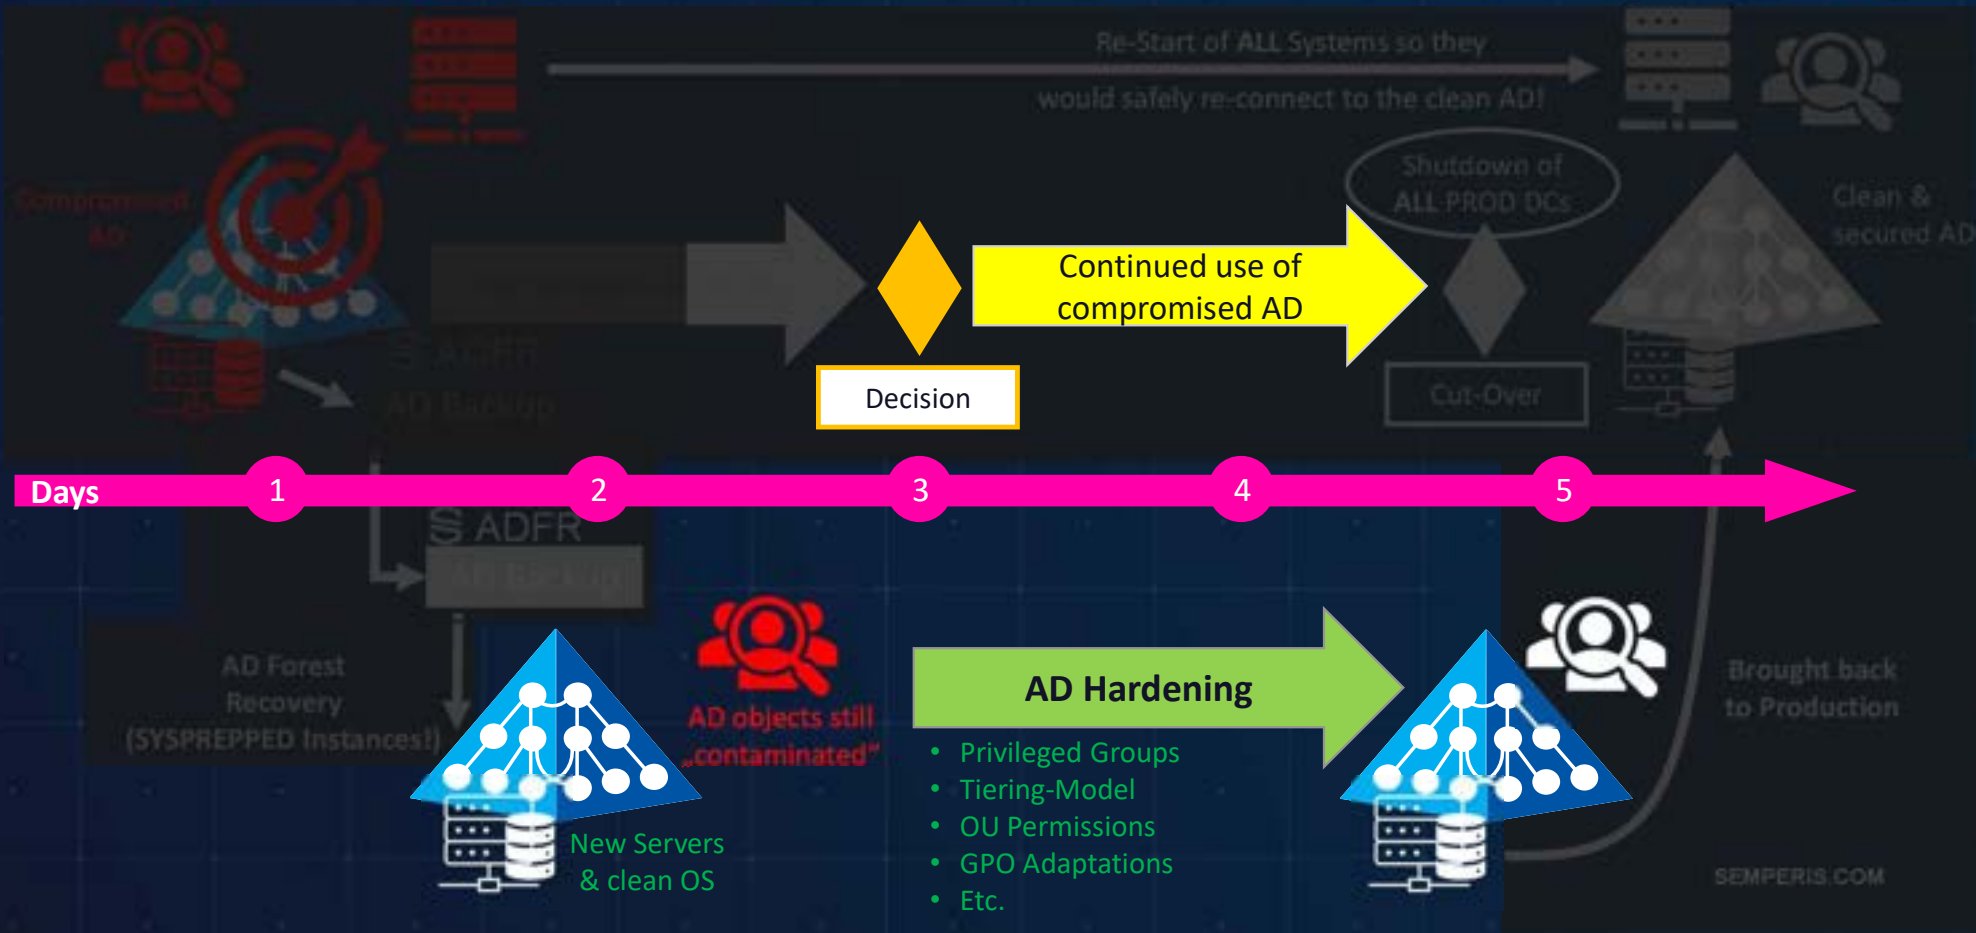 Re-Start of ALL Systems so they
would safely re-connect to the clean AD!
Compromised
AD
Shutdown of
ALL PROD DCs
Clean &
secured AD
Continued use of
compromised AD
ADFR
AD Backup
Decision
Cut-Over
Days
1
2
3
4
5
ADFR
AD Backup
AD Forest
Recovery
(SYSPREPPED Instances!)
AD objects still
„contaminated”
New Servers
& clean OS
AD Hardening
• Privileged Groups
• Tiering-Model
• OU Permissions
• GPO Adaptations
• Etc.
Brought back
to Production
SEMPERIS.COM